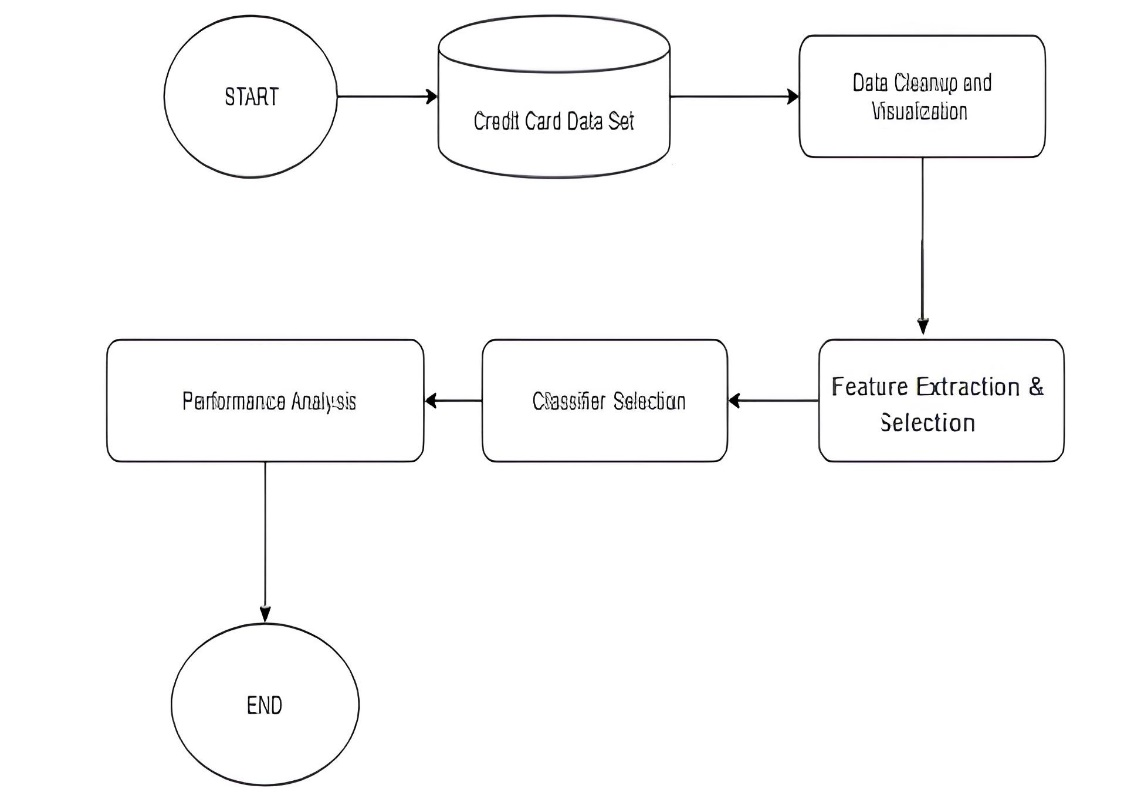 START
Credit Card Data Set
Data Cleanup and
Visualization
Feature Extraction &
Selection
Classifier Selection
Performance Analysis
END